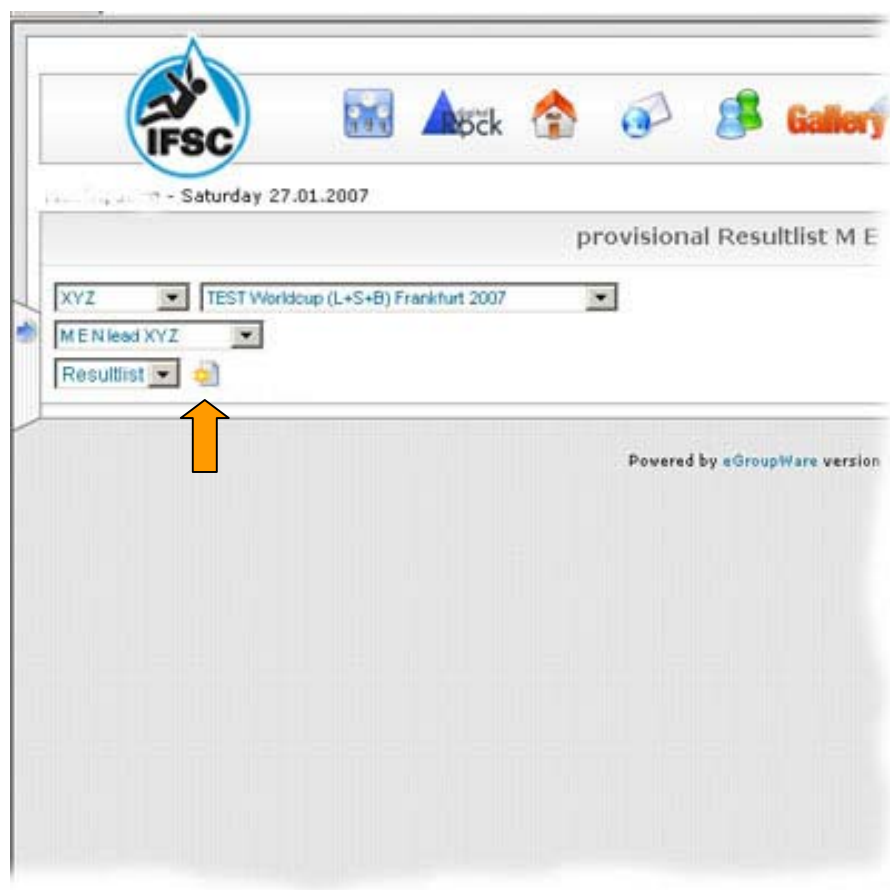 IFSC
digital
Rock
Gallery
- Saturday 27.01.2007
provisional Resultlist M E
XYZ
TEST Worldcup (L+S+B) Frankfurt 2007
M E N lead XYZ
Resultlist
Powered by eGroupWare version